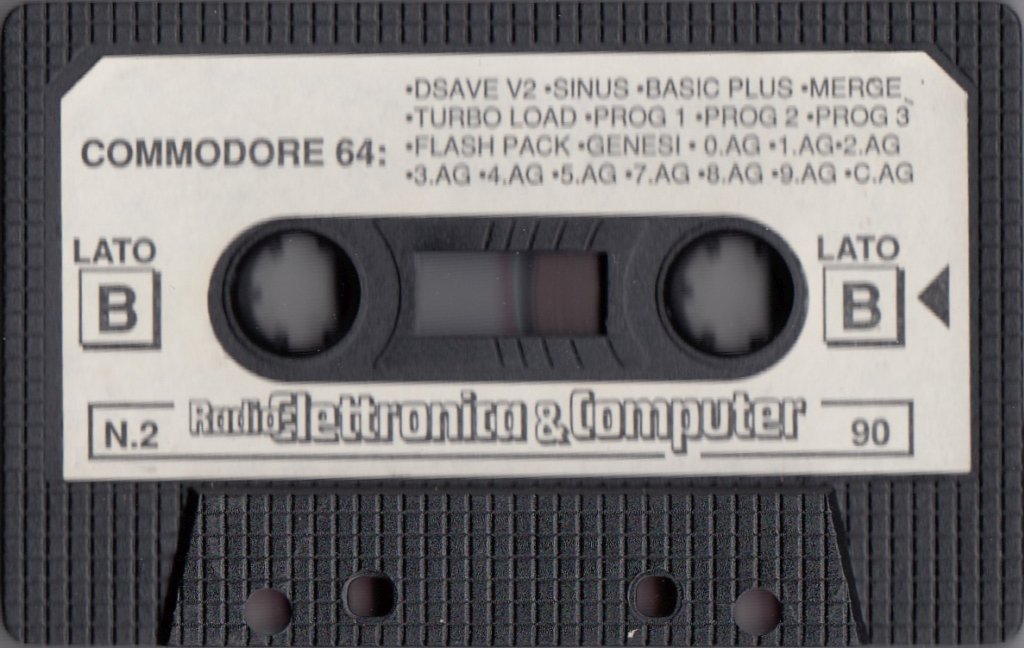 •DSAVE V2 •SINUS •BASIC PLUS •MERGE
•TURBO LOAD •PROG 1 •PROG 2 •PROG 3
COMMODORE 64: •FLASH PACK •GENESI • 0.AG •1.AG•2.AG
•3.AG •4.AG •5.AG •7.AG •8.AG •9.AG •C.AG
LATO LATO
B B
N.2 RadioElettronica & Computer 90